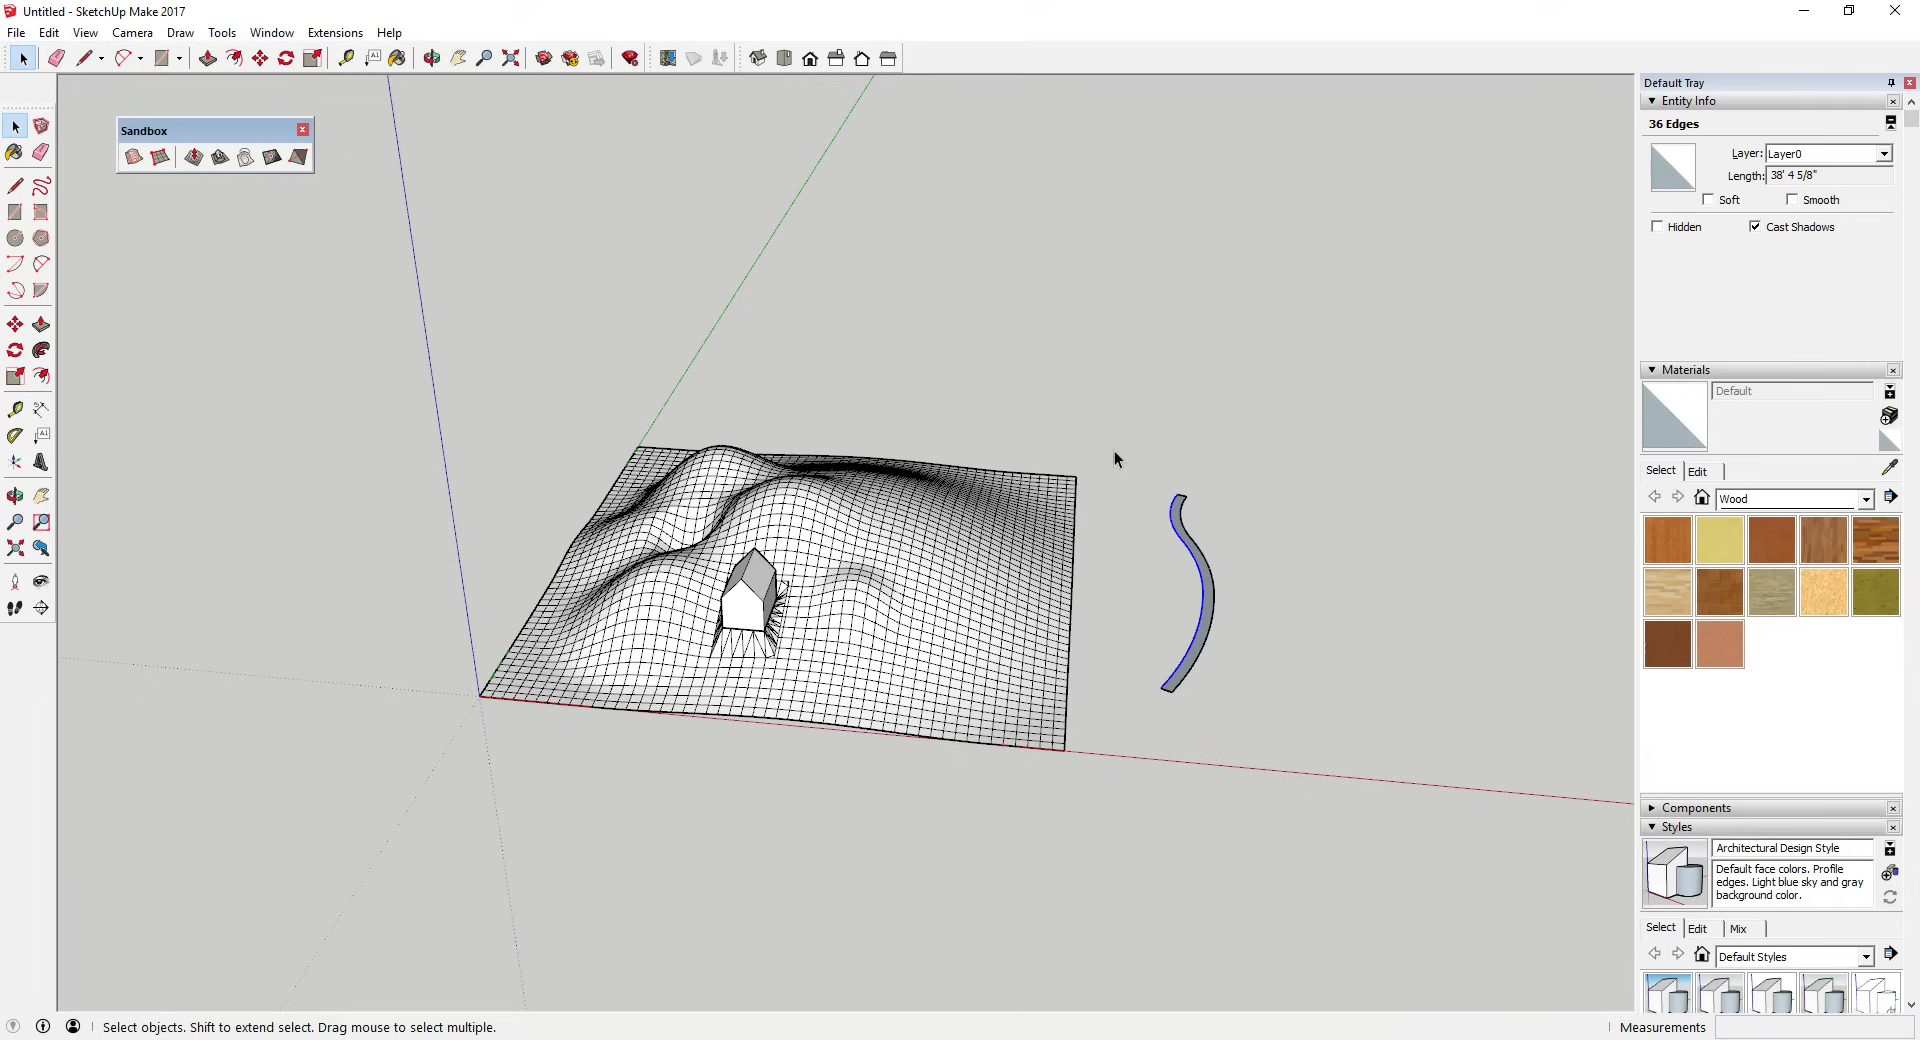 Untitled - SketchUp Make 2017
File Edit View Camera Draw Tools Window Extensions Help
Sandbox
Default Tray
Entity Info
36 Edges
Layer: Layer0
Length: 38' 4 5/8"
Soft Smooth
Hidden Cast Shadows
Materials
Default
Select Edit
Wood
Components
Styles
Architectural Design Style
Default face colors. Profile
edges. Light blue sky and gray
background color.
Select Edit Mix
Default Styles
Select objects. Shift to extend select. Drag mouse to select multiple.
Measurements